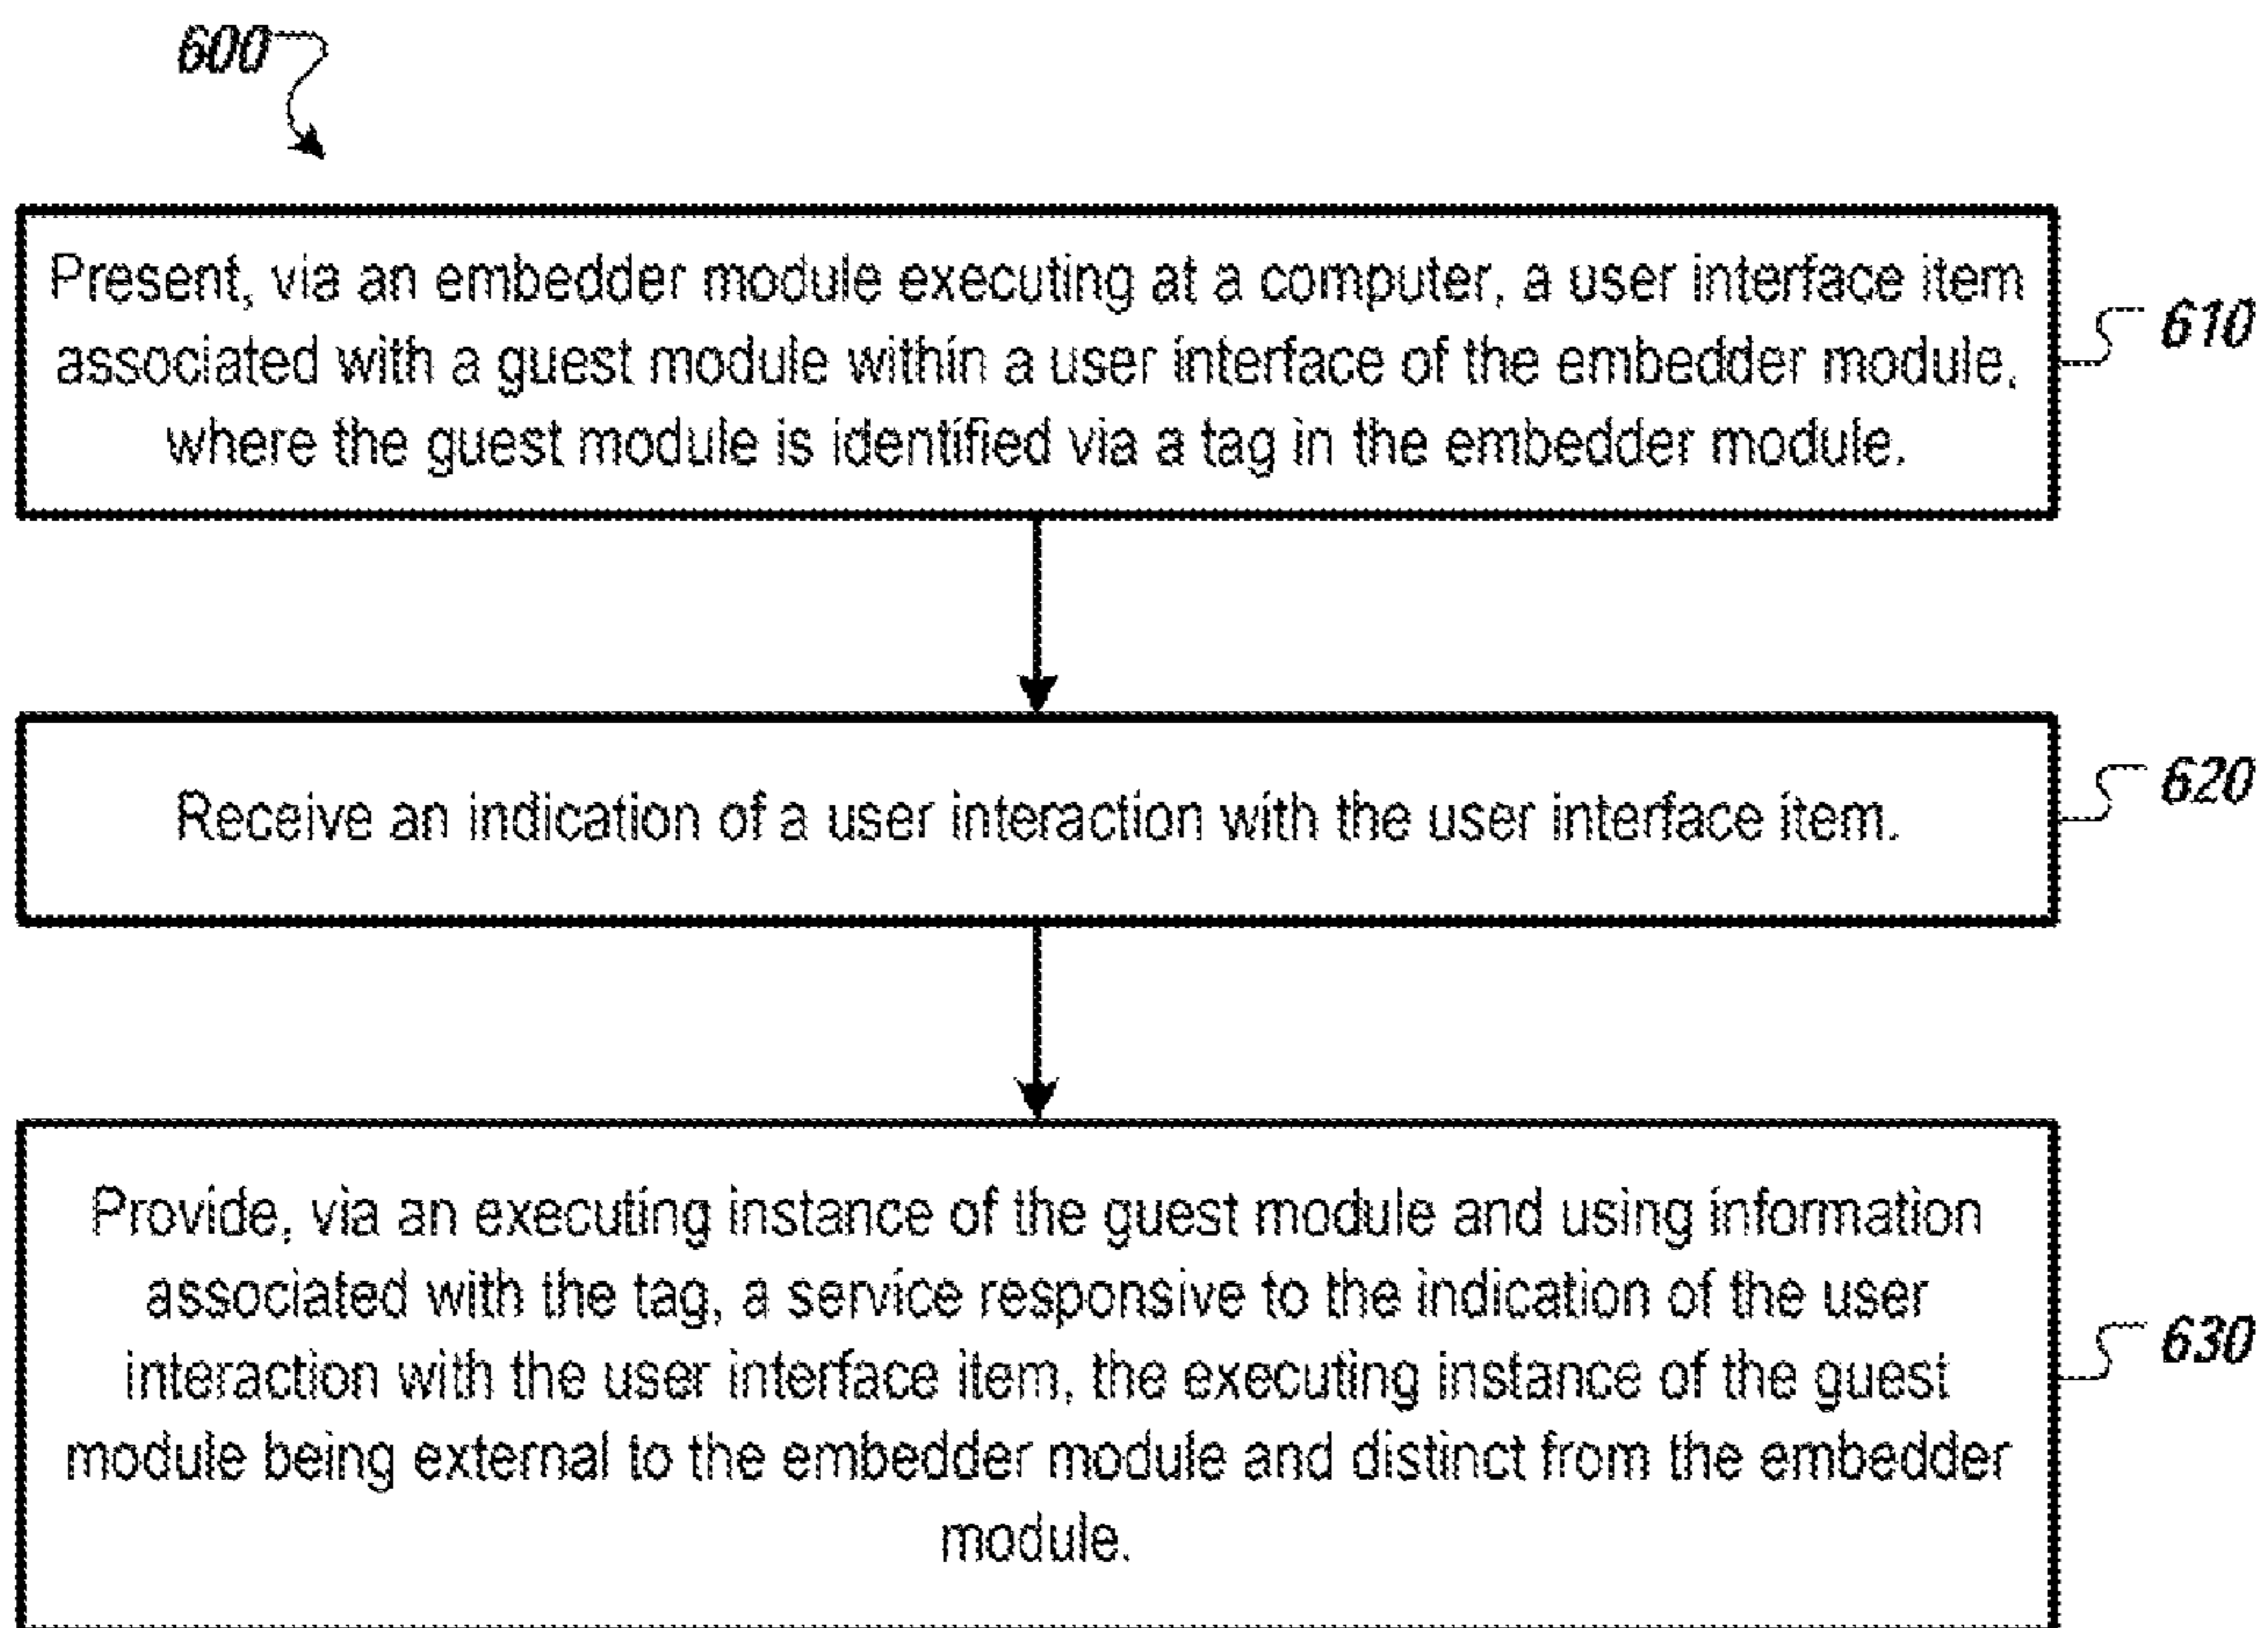 600
Present, via an embedder module executing at a computer, a user interface item
associated with a guest module within a user interface of the embedder module,
where the guest module is identified via a tag in the embedder module.
610
Receive an indication of a user interaction with the user interface item.
620
Provide, via an executing instance of the guest module and using information
associated with the tag, a service responsive to the indication of the user
interaction with the user interface item, the executing instance of the guest
module being external to the embedder module and distinct from the embedder
module.
630